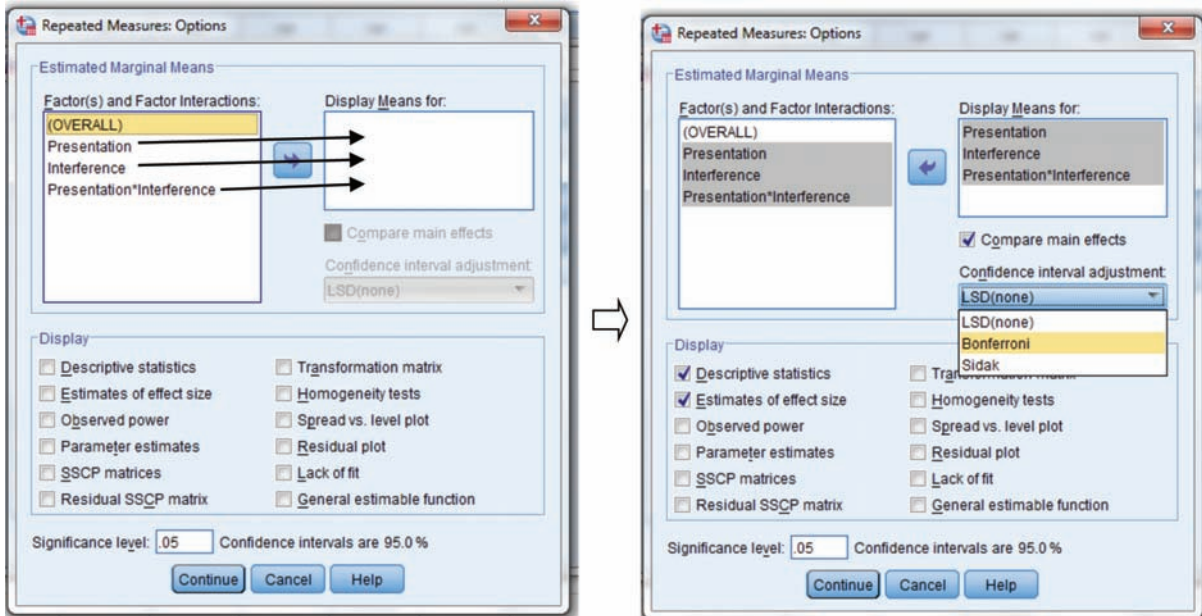 Repeated Measures: Options
Estimated Marginal Means
Factor(s) and Factor Interactions:
(OVERALL)
Presentation
Interference
Presentation*Interference
Display Means for:
Compare main effects
Confidence interval adjustment:
LSD(none)
Display
Descriptive statistics
Estimates of effect size
Observed power
Parameter estimates
SSCP matrices
Residual SSCP matrix
Transformation matrix
Homogeneity tests
Spread vs. level plot
Residual plot
Lack of fit
General estimable function
Significance level: .05 Confidence intervals are 95.0 %
Continue Cancel Help
Repeated Measures: Options
Estimated Marginal Means
Factor(s) and Factor Interactions:
(OVERALL)
Presentation
Interference
Presentation*Interference
Display Means for:
Presentation
Interference
Presentation*Interference
Compare main effects
Confidence interval adjustment:
LSD(none)
LSD(none)
Bonferroni
Sidak
Display
Descriptive statistics
Estimates of effect size
Observed power
Parameter estimates
SSCP matrices
Residual SSCP matrix
Homogeneity tests
Spread vs. level plot
Residual plot
Lack of fit
General estimable function
Significance level: .05 Confidence intervals are 95.0 %
Continue Cancel Help